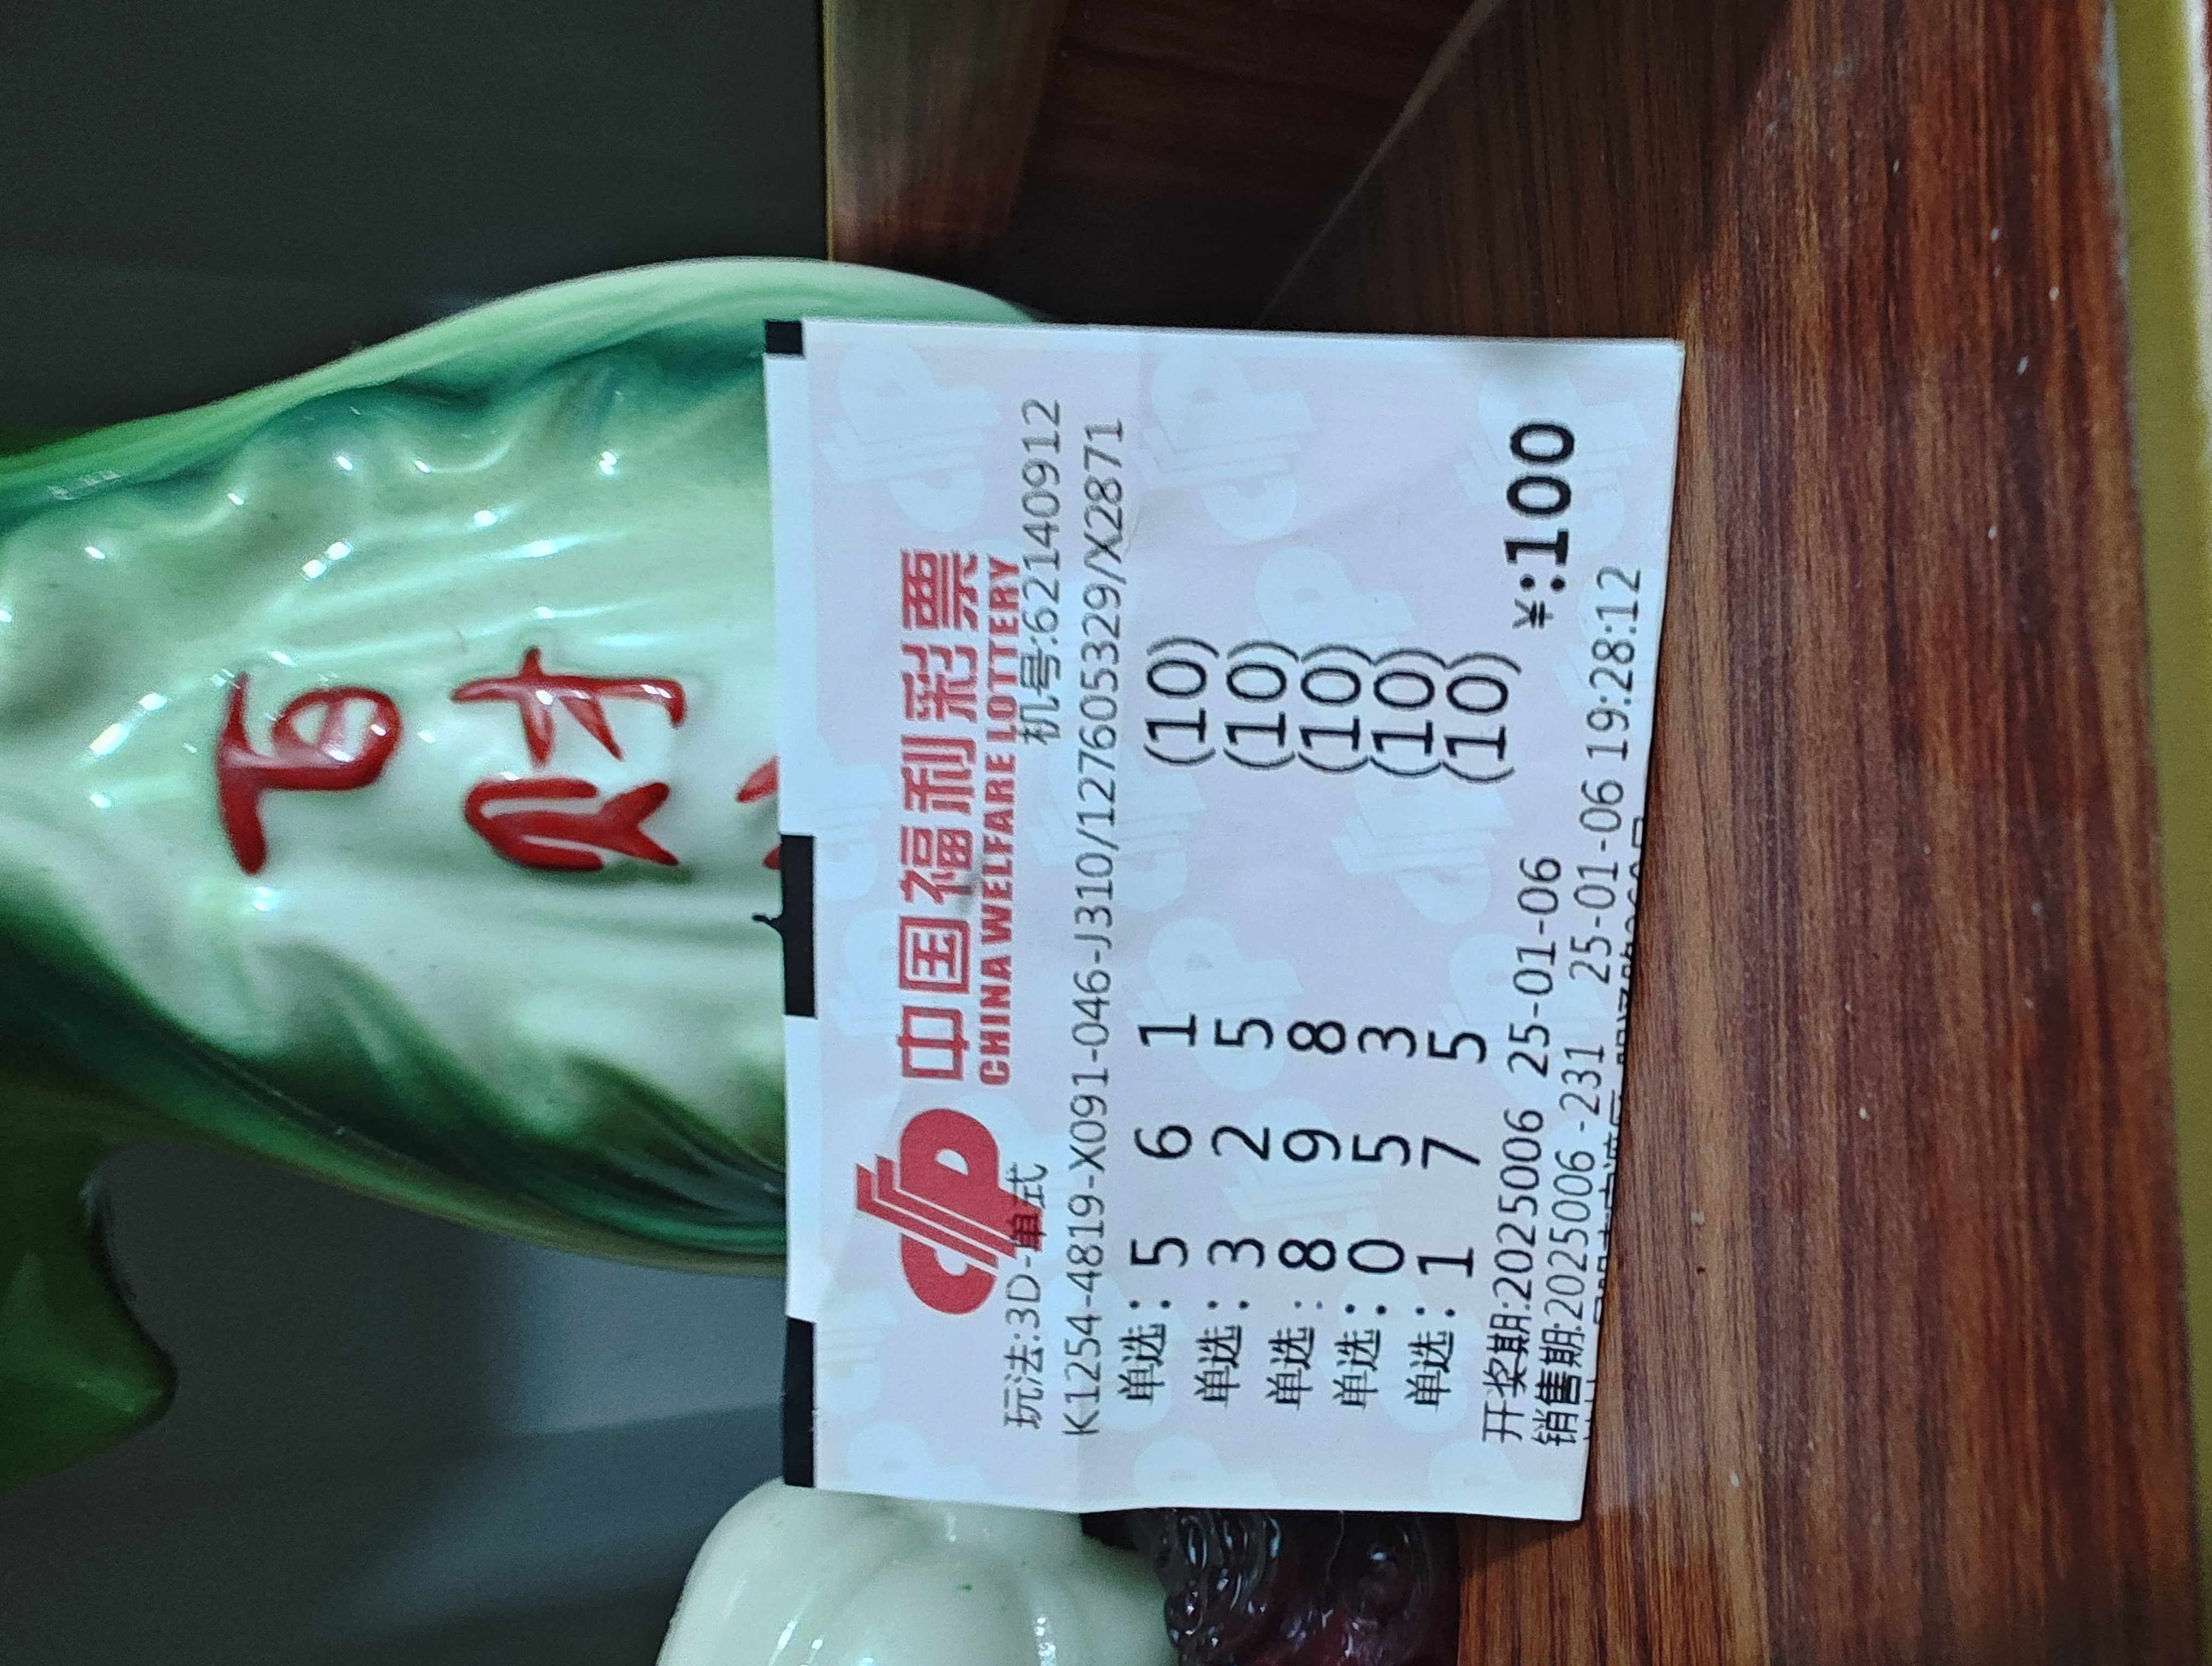 百
财
中国福利彩票
CHINA WELFARE LOTTERY
玩法:3D-单式 机号:62140912
K1254-4819-X091-046-J310/127605329/X2871
单选: 5 6 1 (10)
单选: 3 2 5 (10)
单选: 8 9 8 (10)
单选: 0 5 3 (10)
单选: 1 7 5 (10)
开奖期:2025006 25-01-06 ¥:100
销售期:2025006-231 25-01-06 19:28:12